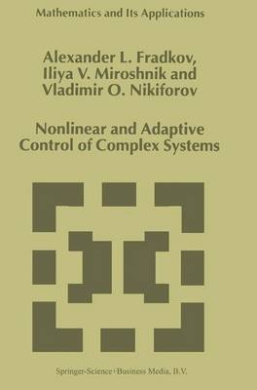 Mathematics and Its Applications
Alexander L. Fradkov,
Iliya V. Miroshnik and
Vladimir O. Nikiforov
Nonlinear and Adaptive
Control of Complex Systems
Springer-Science+Business Media, B.V.